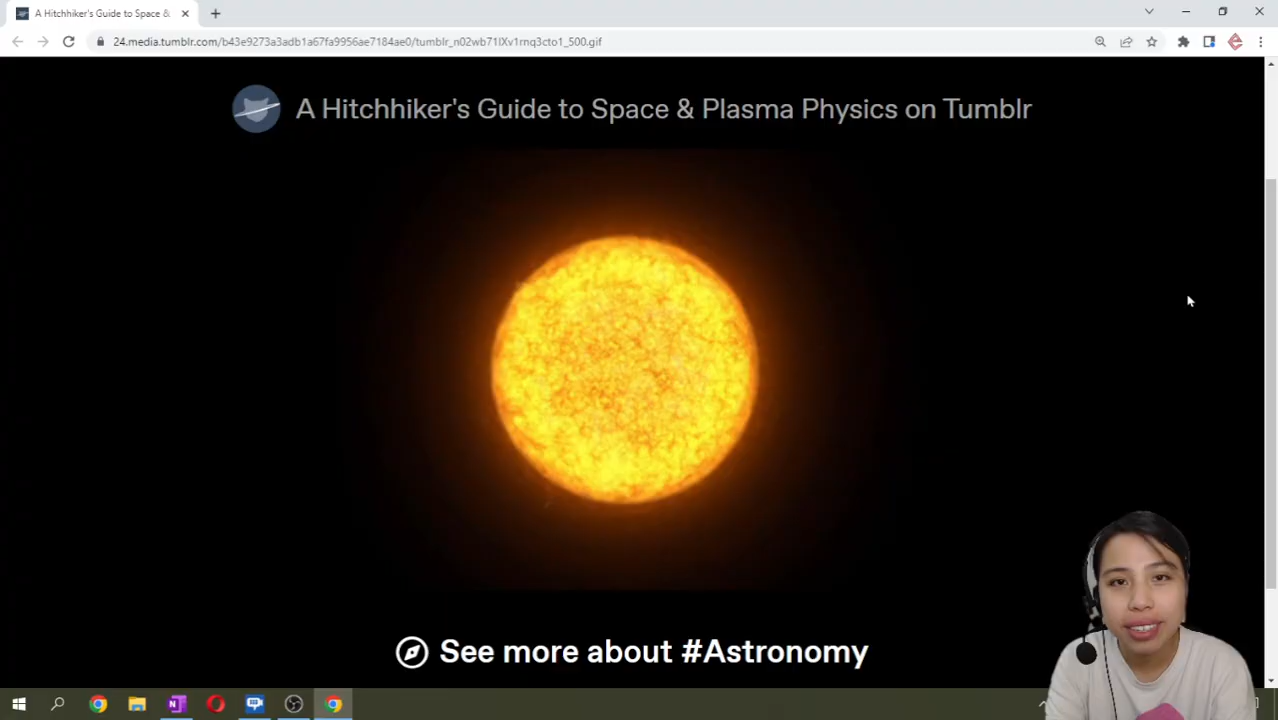 A Hitchhiker's Guide to Space &
24.media.tumblr.com/b43e9273a3adb1a67fa9956ae7184ae0/tumblr_n02wb71lXv1rnq3cto1_500.gif
A Hitchhiker's Guide to Space & Plasma Physics on Tumblr
See more about #Astronomy